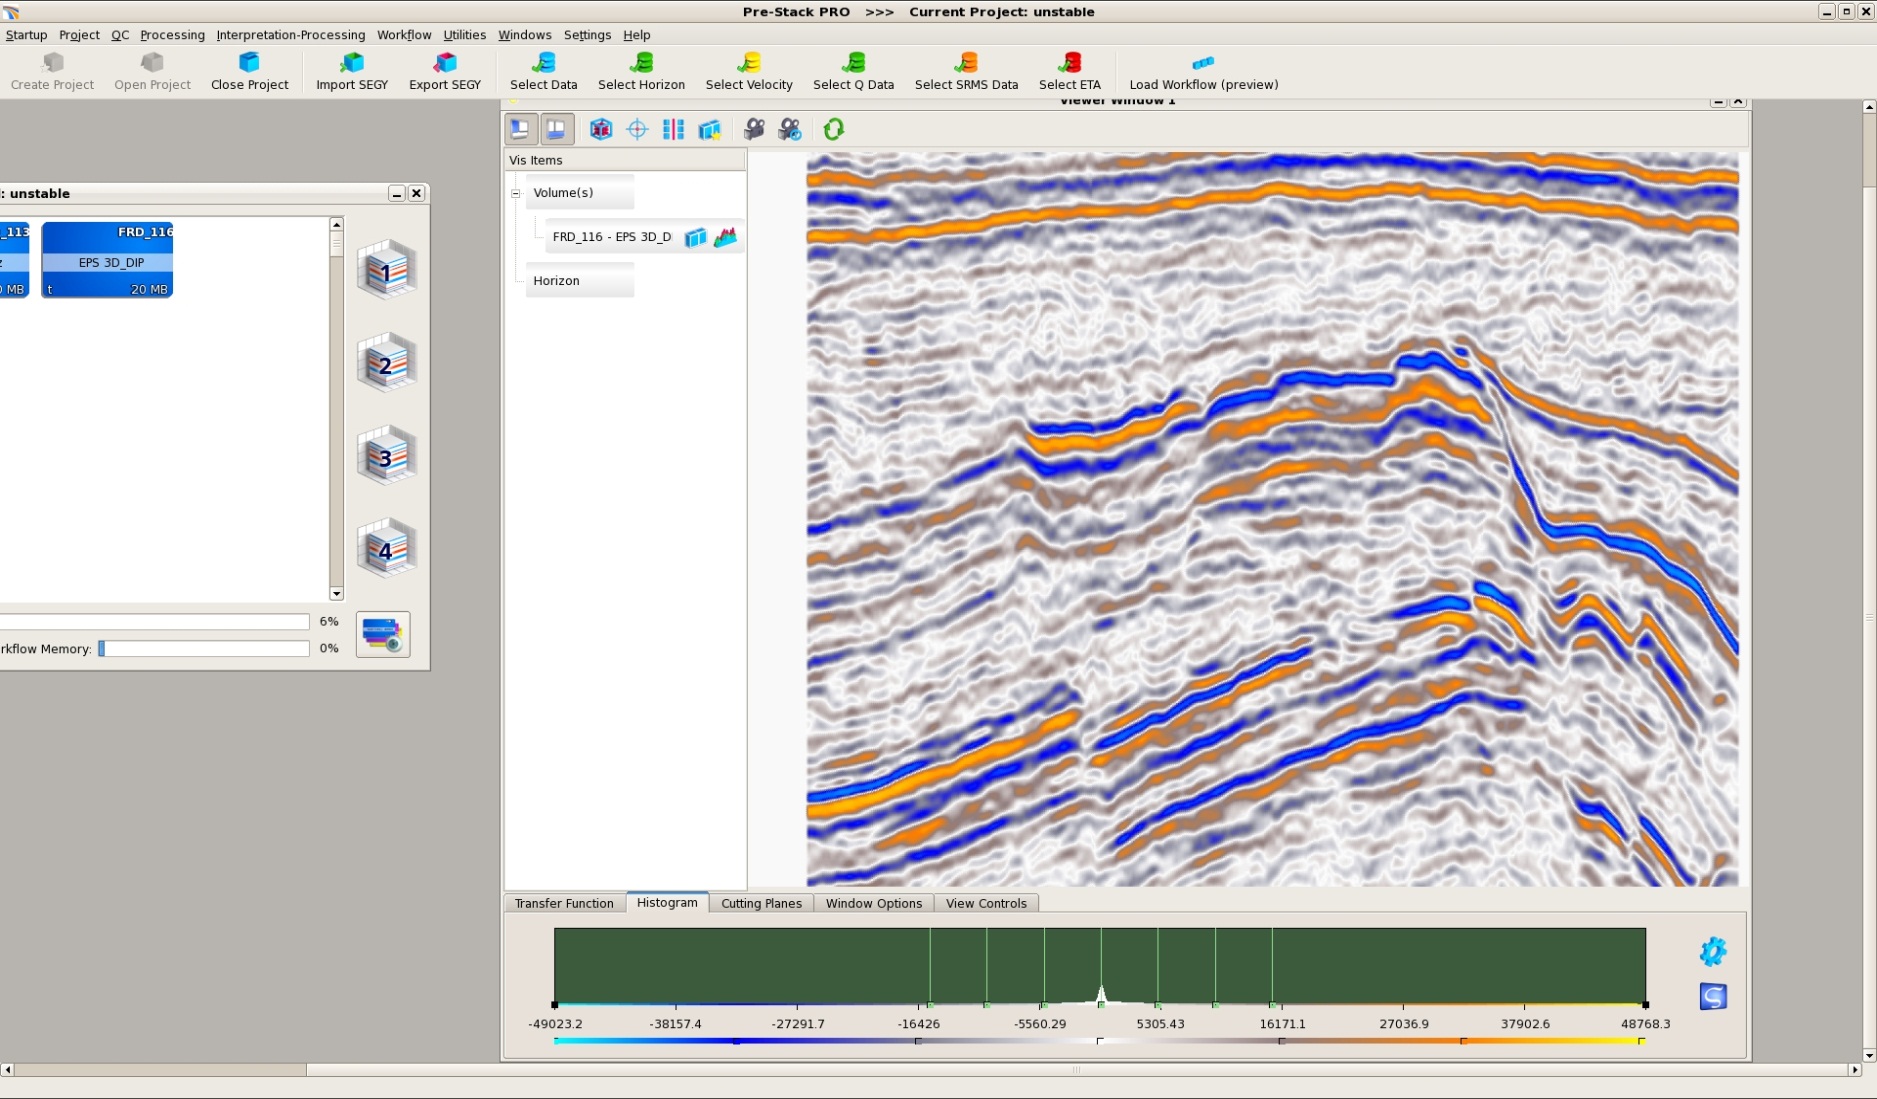 Pre-Stack PRO >>> Current Project: unstable
Startup Project QC Processing Interpretation-Processing Workflow Utilities Windows Settings Help
Create Project Open Project Close Project Import SEGY Export SEGY Select Data Select Horizon Select Velocity Select Q Data Select SRMS Data Select ETA Load Workflow (preview)
Viewer Window 1
: unstable
_113
z
0 MB
FRD_116
EPS 3D_DIP
t 20 MB
1
2
3
4
6%
rkflow Memory: 0%
Vis Items
Volume(s)
FRD_116 - EPS 3D_D
Horizon
Transfer Function Histogram Cutting Planes Window Options View Controls
-49023.2 -38157.4 -27291.7 -16426 -5560.29 5305.43 16171.1 27036.9 37902.6 48768.3